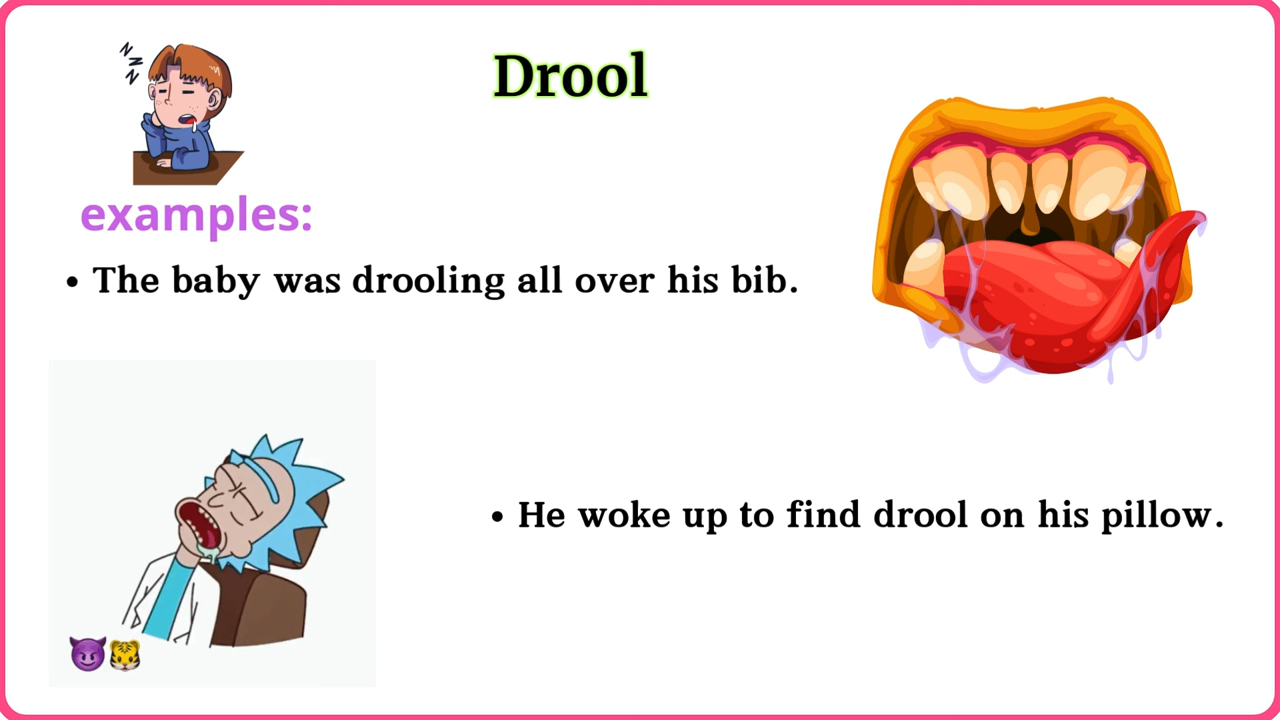 z z z
Drool
examples:
• The baby was drooling all over his bib.
• He woke up to find drool on his pillow.